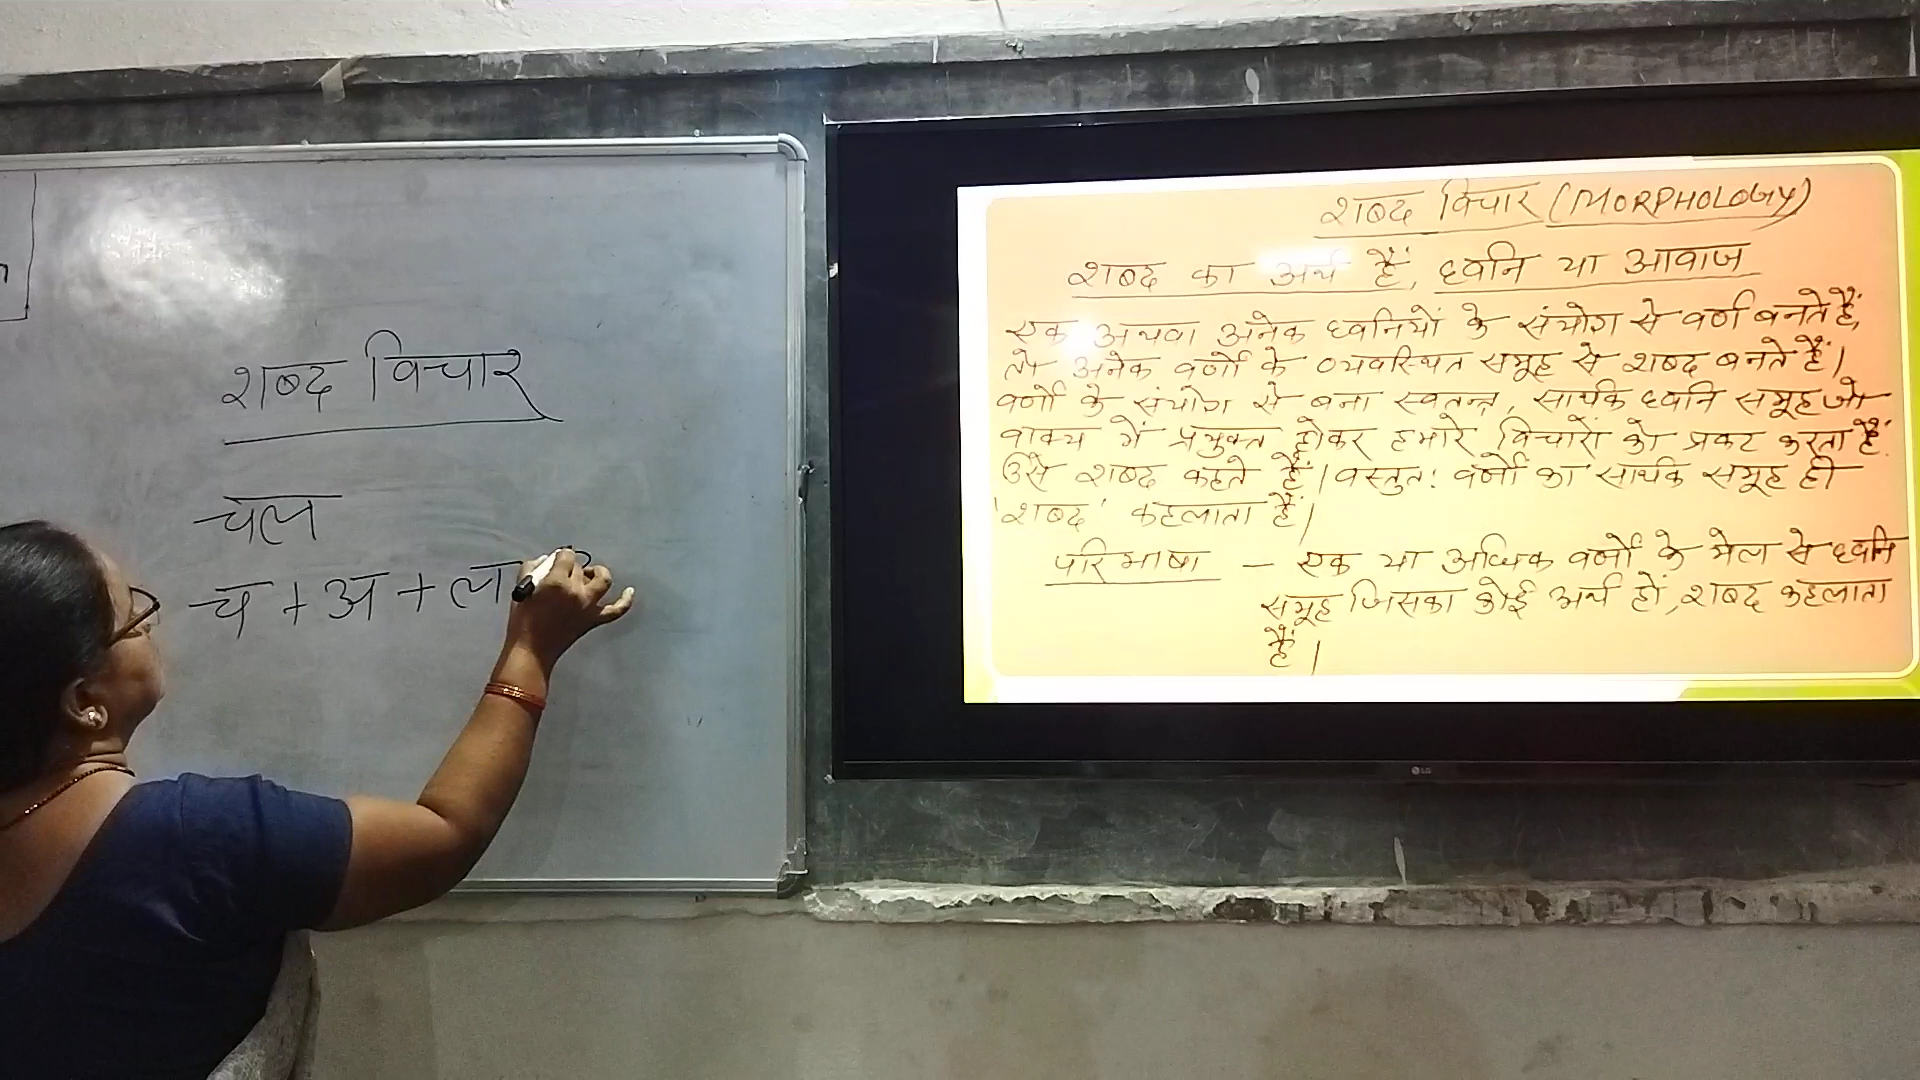 शब्द विचार
चल
च + अ + ल
शब्द विचार (MORPHOLOGY)
शब्द का अर्थ हैं, ध्वनि या आवाज
एक अथवा अनेक ध्वनियों के संयोग से वर्ण बनते हैं,
तो अनेक वर्णों के व्यवस्थित समूह से शब्द बनते हैं।
वर्णों के संयोग से बना स्वतन्त्र, सार्थक ध्वनि समूह जो
वाक्य में प्रयुक्त होकर हमारे विचारों को प्रकट करता हैं.
उसे शब्द कहते हैं। वस्तुत: वर्णों का सार्थक समूह ही
'शब्द' कहलाता हैं।
परिभाषा – एक या अधिक वर्णों के मेल से ध्वनि
समूह जिसका कोई अर्थ हों, शब्द कहलाता
हैं।
LG